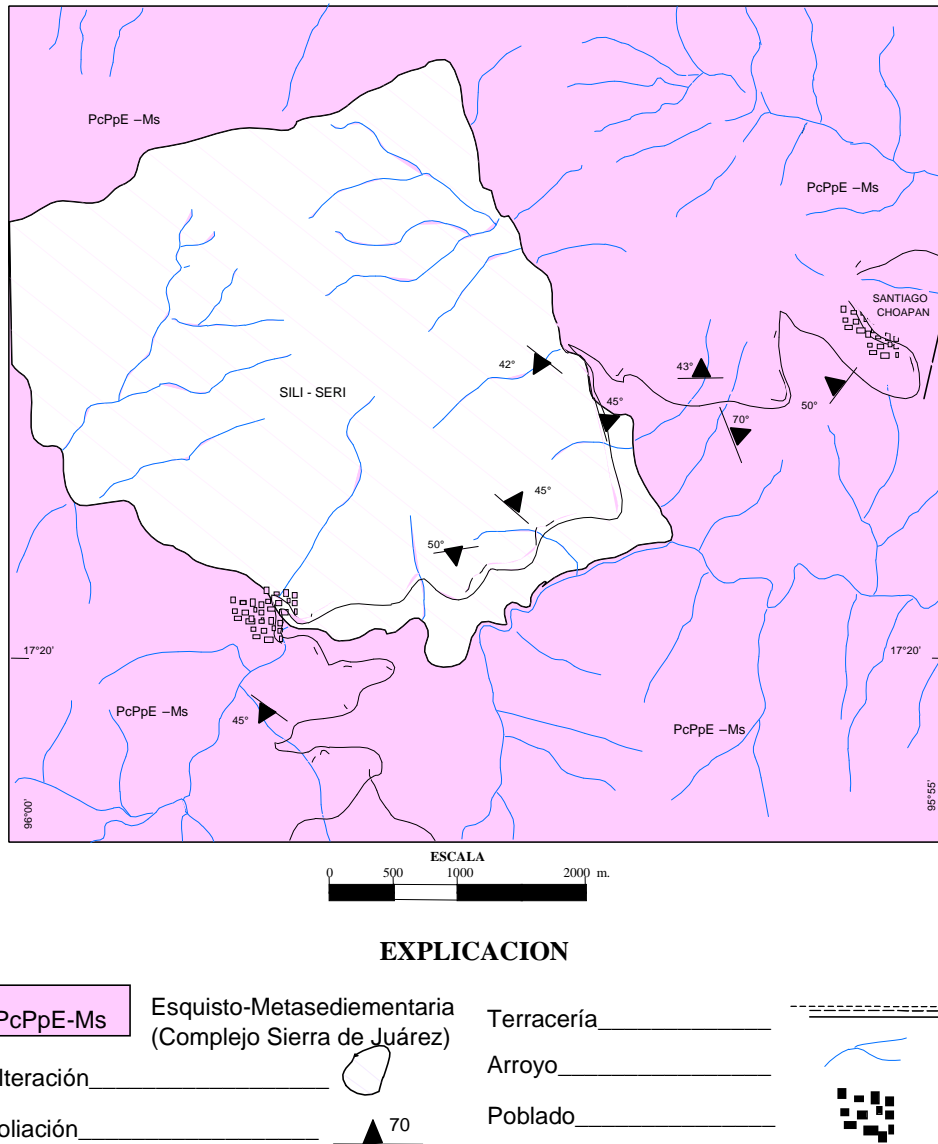 PcPpE –Ms
PcPpE –Ms
SANTIAGO
CHOAPAN
42°
43°
45°
50°
70°
SILI - SERI
45°
50°
17°20'
17°20'
PcPpE –Ms
45°
PcPpE –Ms
96°00'
95°55'
ESCALA
0 500 1000 2000 m.
EXPLICACION
PcPpE-Ms
Esquisto-Metasediementaria
(Complejo Sierra de Juárez)
lteración
oliación
70
Terracería
Arroyo
Poblado